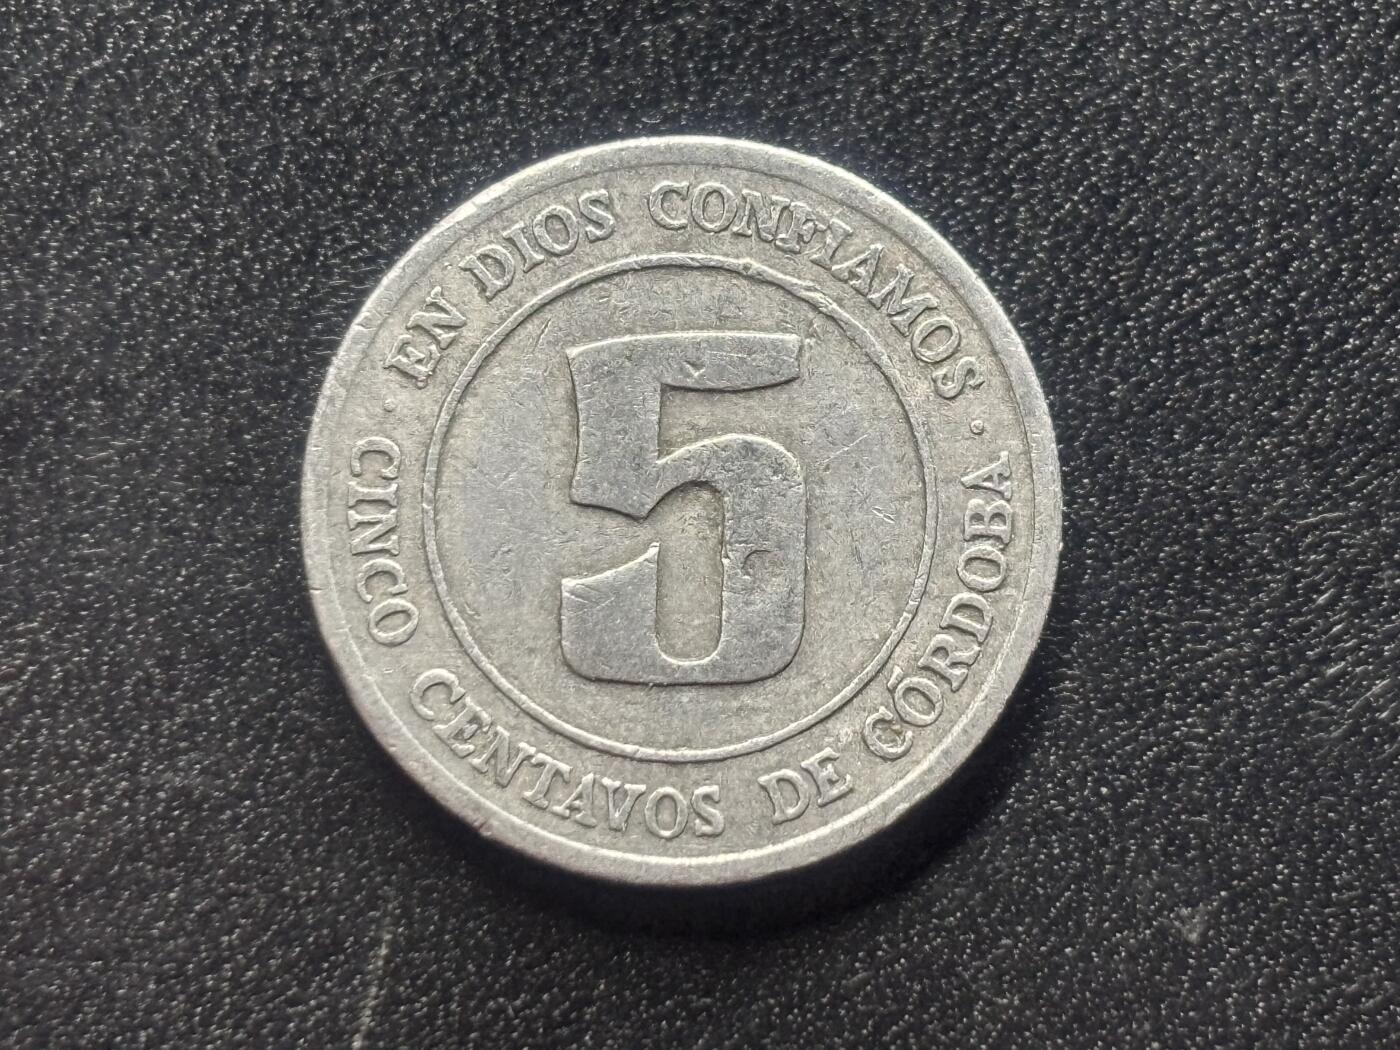 EN DIOS CONFIAMOS
5
CINCO CENTAVOS DE CÓRDOBA